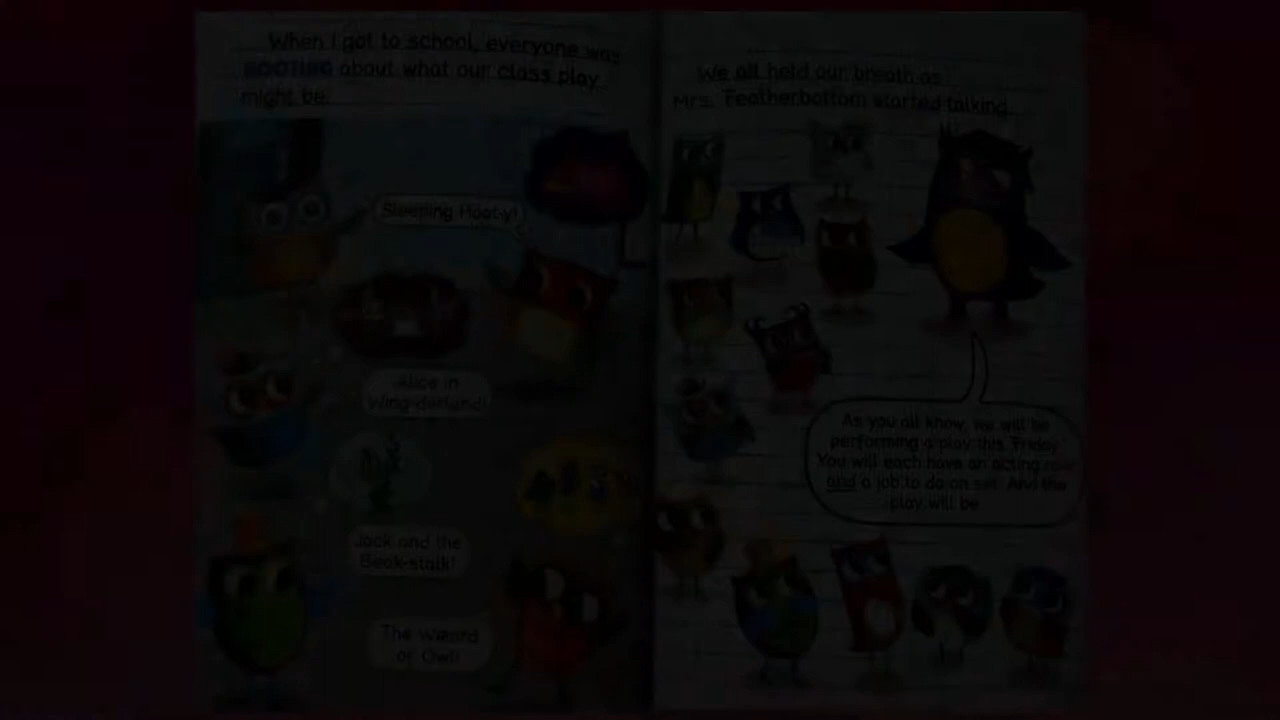 When I got to school, everyone was
HOOTING about what our class play
might be.
Sleeping Hoot-y!
Alice in
Wing-derland!
Jack and the
Beak-stalk!
The Wizard
of Owl!
We all held our breath as
Mrs. Featherbottom started talking.
As you all know, we will be
performing a play this Friday.
You will each have an acting role
and a job to do on set. And the
play will be